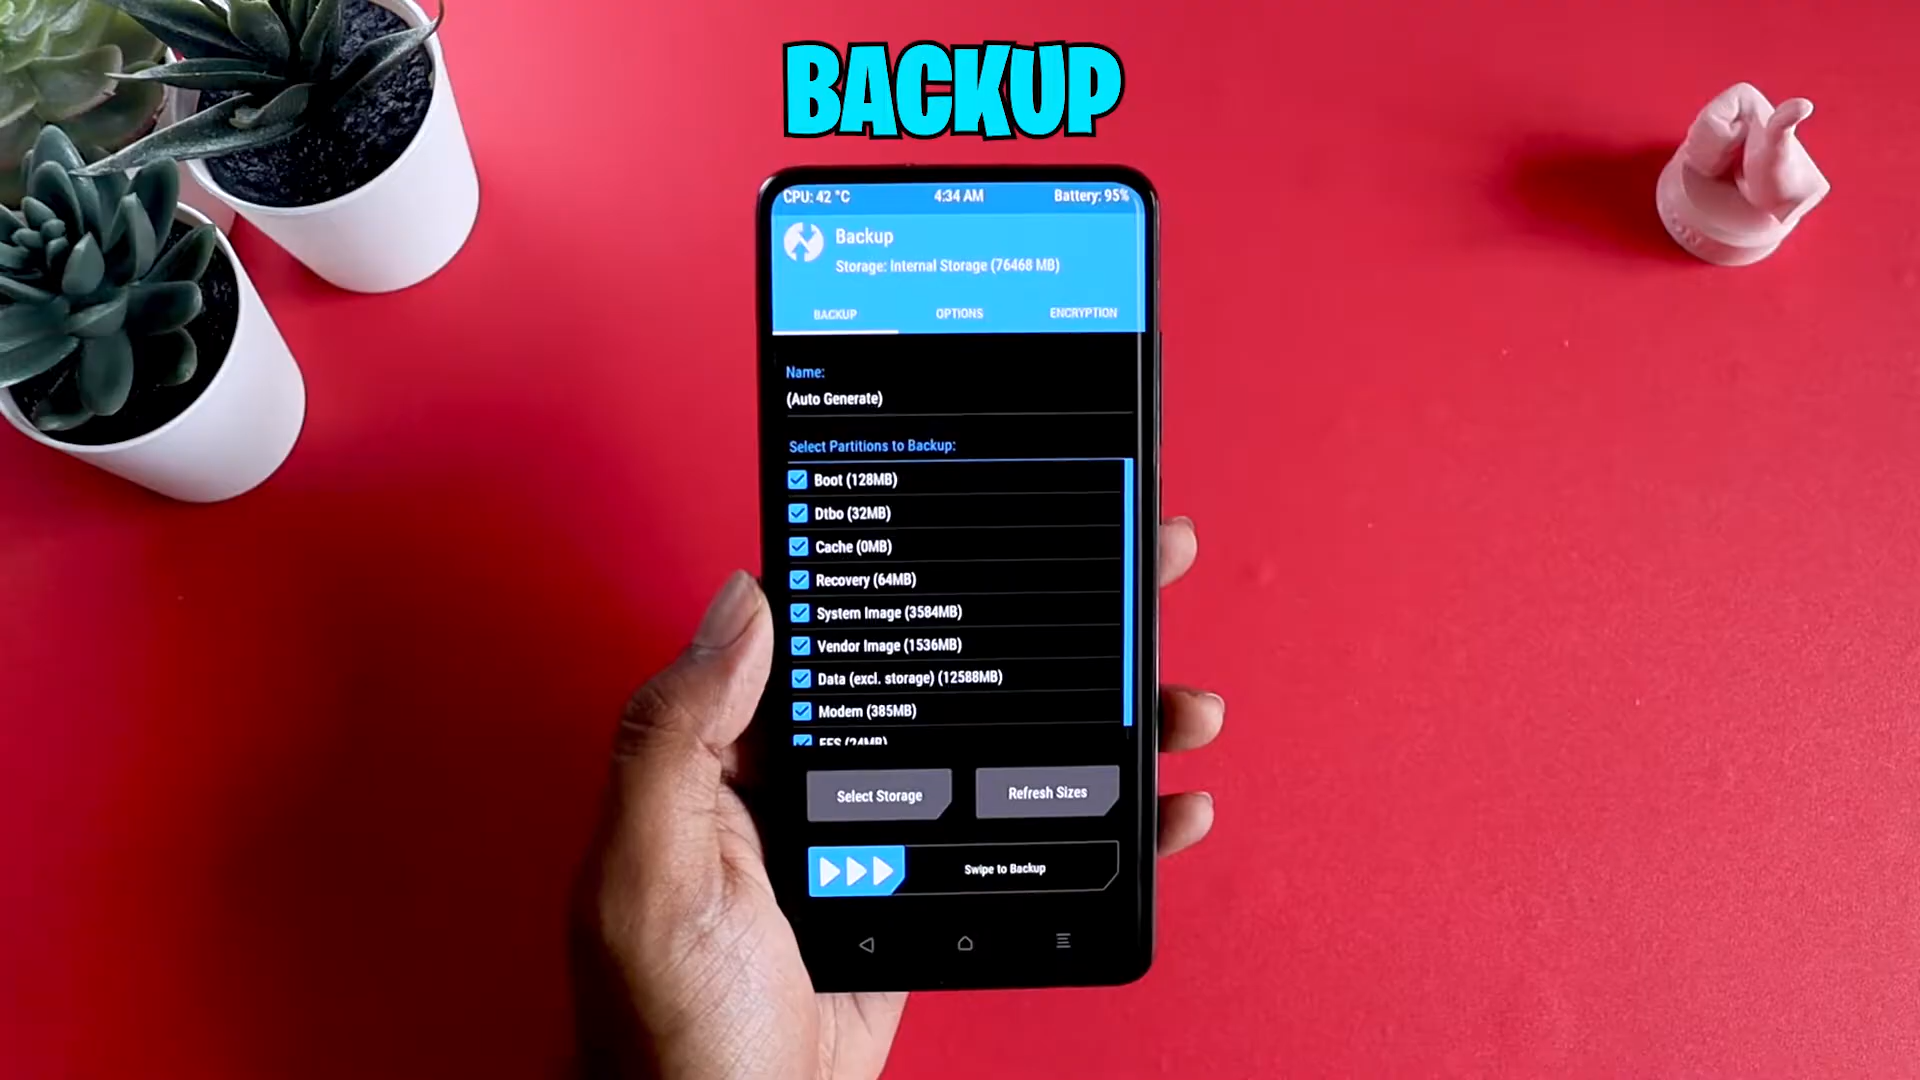 BACKUP
CPU: 42 °C 4:34 AM Battery: 95%
Backup
Storage: Internal Storage (76468 MB)
BACKUP OPTIONS ENCRYPTION
Name:
(Auto Generate)
Select Partitions to Backup:
Boot (128MB)
Dtbo (32MB)
Cache (0MB)
Recovery (64MB)
System Image (3584MB)
Vendor Image (1536MB)
Data (excl. storage) (12588MB)
Modem (385MB)
EFS (24MB)
Select Storage Refresh Sizes
Swipe to Backup